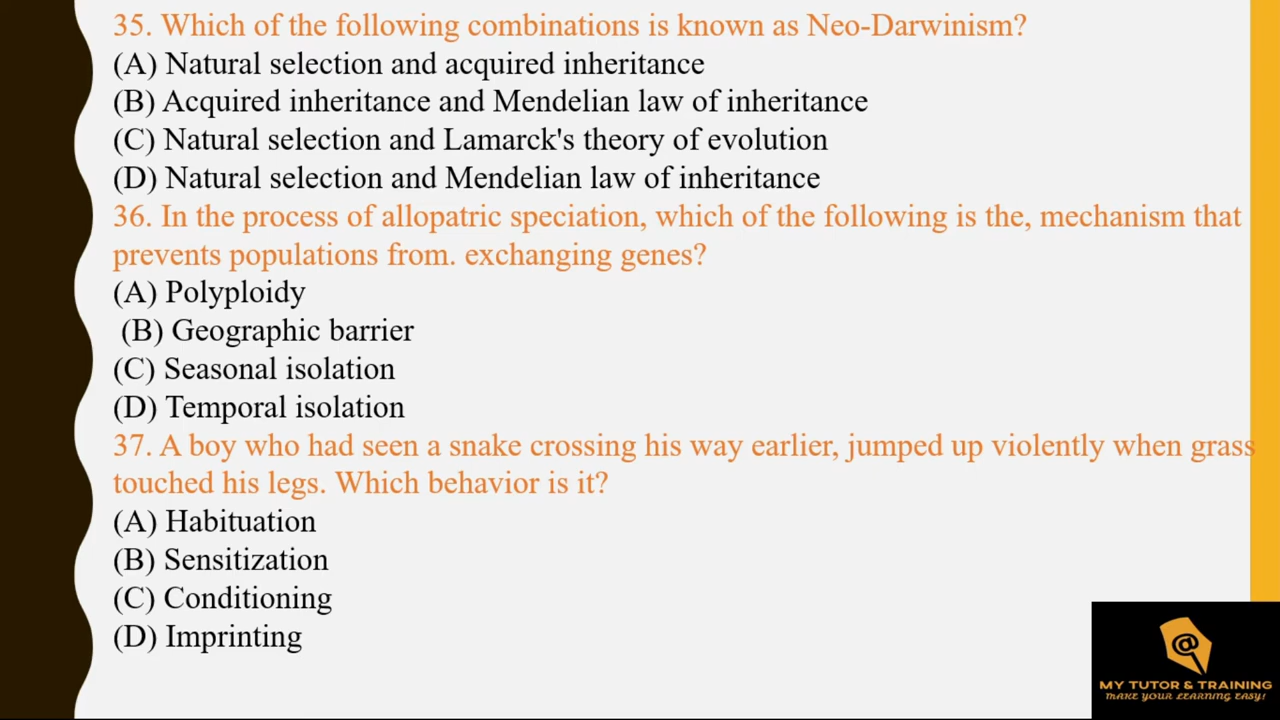 35. Which of the following combinations is known as Neo-Darwinism?
(A) Natural selection and acquired inheritance
(B) Acquired inheritance and Mendelian law of inheritance
(C) Natural selection and Lamarck's theory of evolution
(D) Natural selection and Mendelian law of inheritance
36. In the process of allopatric speciation, which of the following is the, mechanism that
prevents populations from. exchanging genes?
(A) Polyploidy
(B) Geographic barrier
(C) Seasonal isolation
(D) Temporal isolation
37. A boy who had seen a snake crossing his way earlier, jumped up violently when grass
touched his legs. Which behavior is it?
(A) Habituation
(B) Sensitization
(C) Conditioning
(D) Imprinting
@
MY TUTOR & TRAINING
MAKE YOUR LEARNING EASY!